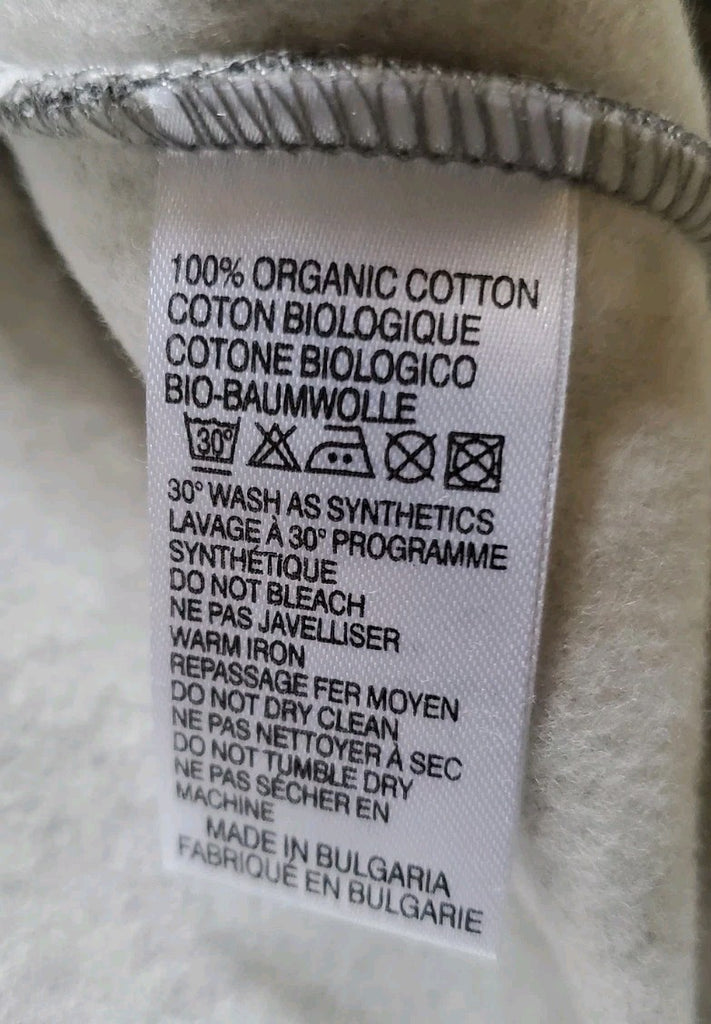 100% ORGANIC COTTON
COTON BIOLOGIQUE
COTONE BIOLOGICO
BIO-BAUMWOLLE
30°
30° WASH AS SYNTHETICS
LAVAGE À 30° PROGRAMME
SYNTHÉTIQUE
DO NOT BLEACH
NE PAS JAVELLISER
WARM IRON
REPASSAGE FER MOYEN
DO NOT DRY CLEAN
NE PAS NETTOYER À SEC
DO NOT TUMBLE DRY
NE PAS SÉCHER EN
MACHINE
MADE IN BULGARIA
FABRIQUÉ EN BULGARIE